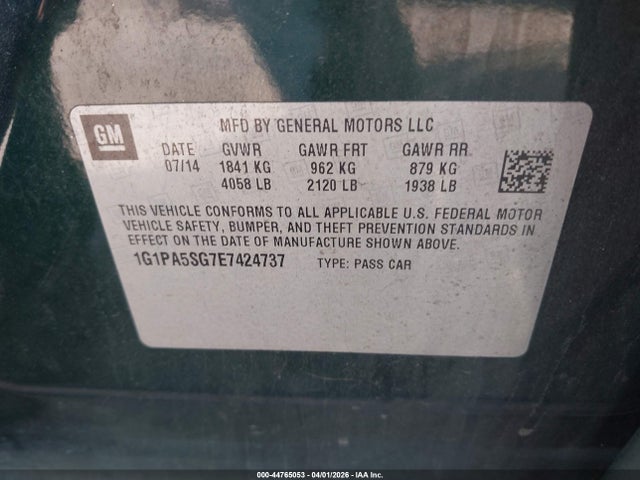 GM
MFD BY GENERAL MOTORS LLC
DATE GVWR GAWR FRT GAWR RR
07/14 1841 KG 962 KG 879 KG
4058 LB 2120 LB 1938 LB
THIS VEHICLE CONFORMS TO ALL APPLICABLE U.S. FEDERAL MOTOR
VEHICLE SAFETY, BUMPER, AND THEFT PREVENTION STANDARDS IN
EFFECT ON THE DATE OF MANUFACTURE SHOWN ABOVE.
1G1PA5SG7E7424737 TYPE: PASS CAR
000-44765053 - 04/01/2026 - IAA Inc.